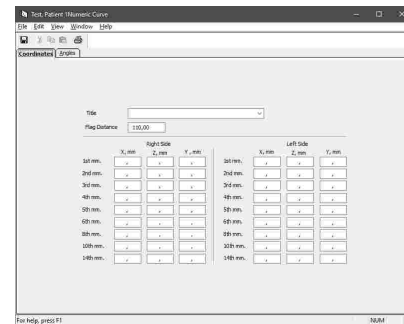 Test, Patient 1Numeric Curve
File Edit View Window Help
Coordinates Angles
Title
Flag Distance 110,00
Right Side Left Side
X, mm Z, mm Y, mm X, mm Z, mm Y, mm
1st mm. , , , 1st mm. , , ,
2nd mm. , , , 2nd mm. , , ,
3rd mm. , , , 3rd mm. , , ,
4th mm. , , , 4th mm. , , ,
5th mm. , , , 5th mm. , , ,
6th mm. , , , 6th mm. , , ,
8th mm. , , , 8th mm. , , ,
10th mm. , , , 10th mm. , , ,
14th mm. , , , 14th mm. , , ,
For help, press F1 NUM